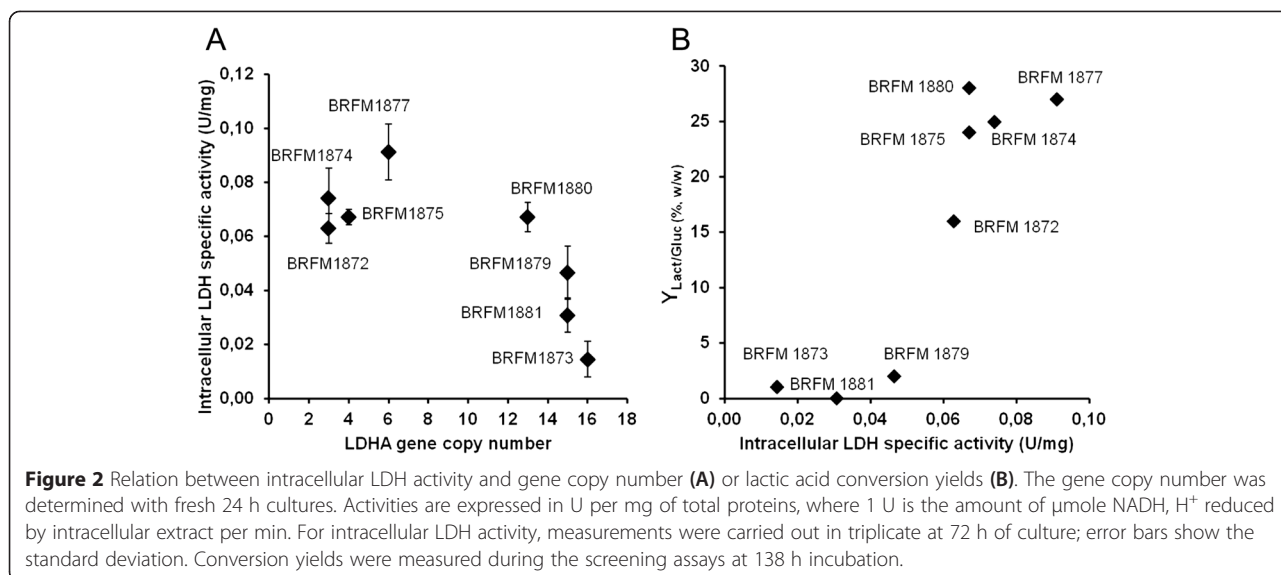 A
Intracellular LDH specific activity (U/mg)
0,12
0,10
0,08
0,06
0,04
0,02
0,00
BRFM1877
BRFM1874
BRFM1880
BRFM1875
BRFM1872
BRFM1879
BRFM1881
BRFM1873
0 2 4 6 8 10 12 14 16 18
LDHA gene copy number
B
Y Lact/Gluc (%, w/w)
30
25
20
15
10
5
0
BRFM 1880
BRFM 1877
BRFM 1875
BRFM 1874
BRFM 1872
BRFM 1873
BRFM 1879
BRFM 1881
0,00 0,02 0,04 0,06 0,08 0,10
Intracellular LDH specific activity (U/mg)
Figure 2 Relation between intracellular LDH activity and gene copy number (A) or lactic acid conversion yields (B). The gene copy number was
determined with fresh 24 h cultures. Activities are expressed in U per mg of total proteins, where 1 U is the amount of μmole NADH, H+ reduced
by intracellular extract per min. For intracellular LDH activity, measurements were carried out in triplicate at 72 h of culture; error bars show the
standard deviation. Conversion yields were measured during the screening assays at 138 h incubation.